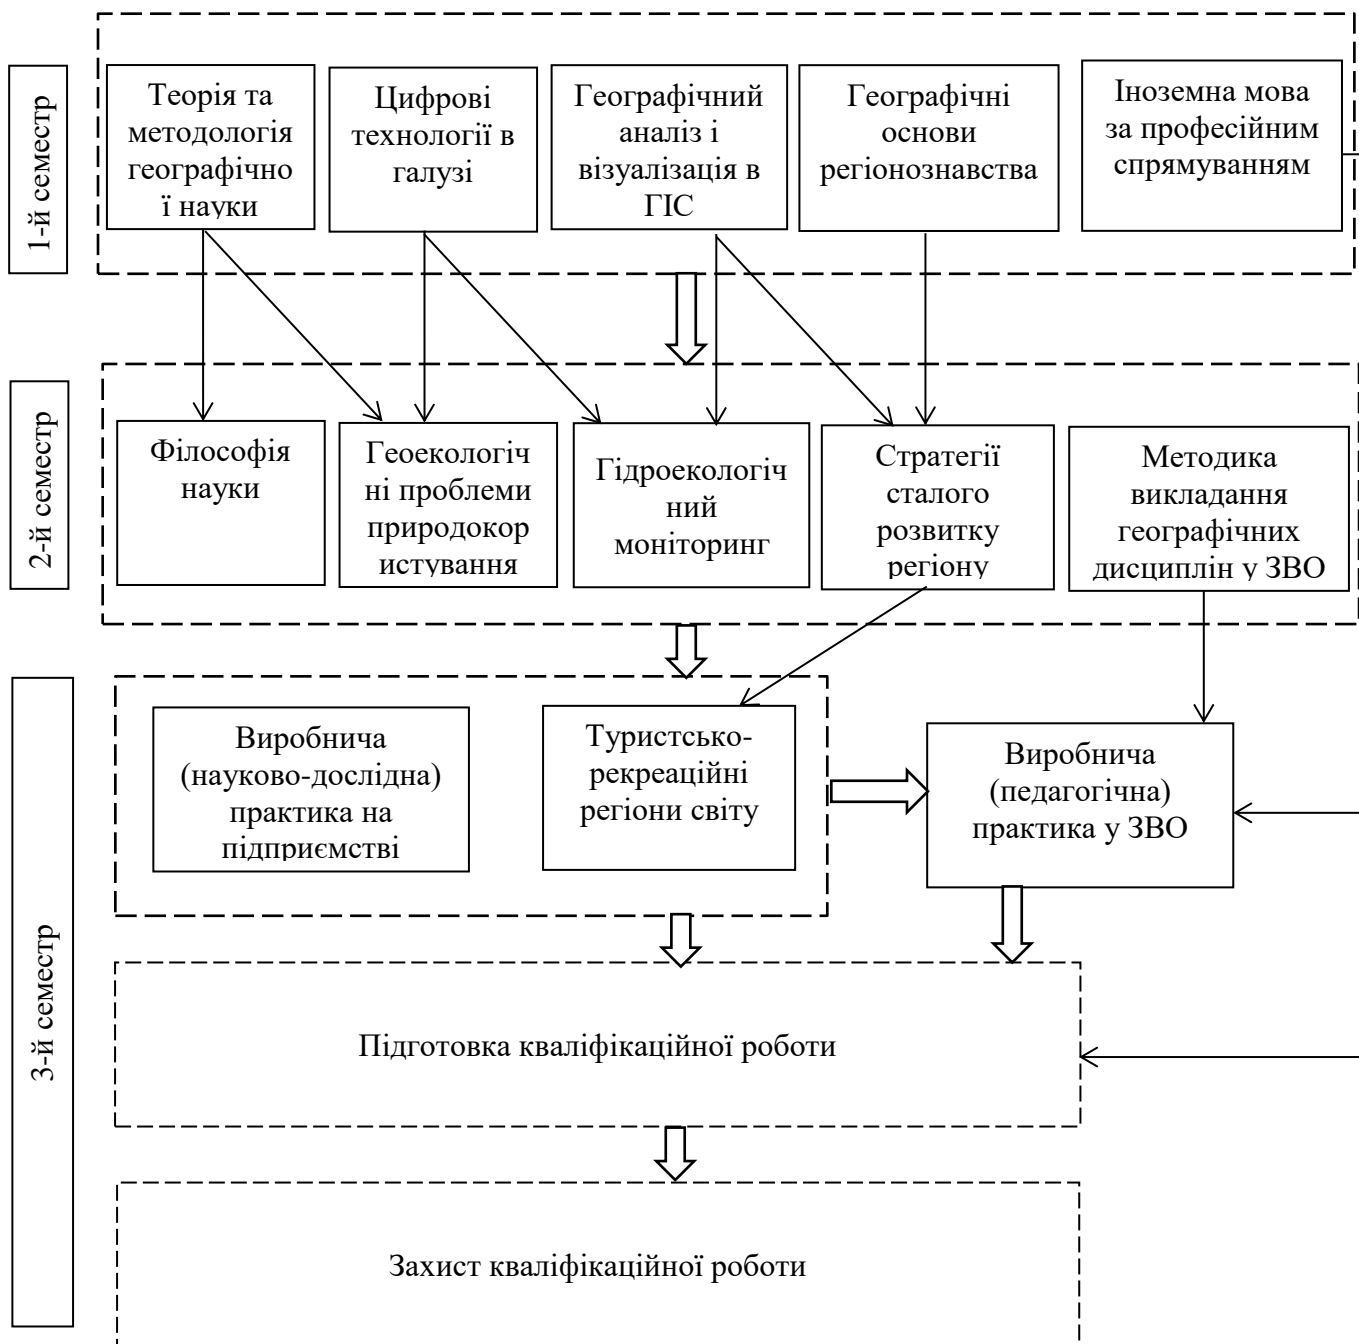 1-й семестр
Теорія та
методологія
географічно
ї науки
Цифрові
технології в
галузі
Географічний
аналіз і
візуалізація в
ГІС
Географічні
основи
регіонознавства
Іноземна мова
за професійним
спрямуванням
2-й семестр
Філософія
науки
Геоекологіч
ні проблеми
природокор
истування
Гідроекологіч
ний
моніторинг
Стратегії
сталого
розвитку
регіону
Методика
викладання
географічних
дисциплін у ЗВО
3-й семестр
Виробнича
(науково-дослідна)
практика на
підприємстві
Туристсько-
рекреаційні
регіони світу
Виробнича
(педагогічна)
практика у ЗВО
Підготовка кваліфікаційної роботи
Захист кваліфікаційної роботи